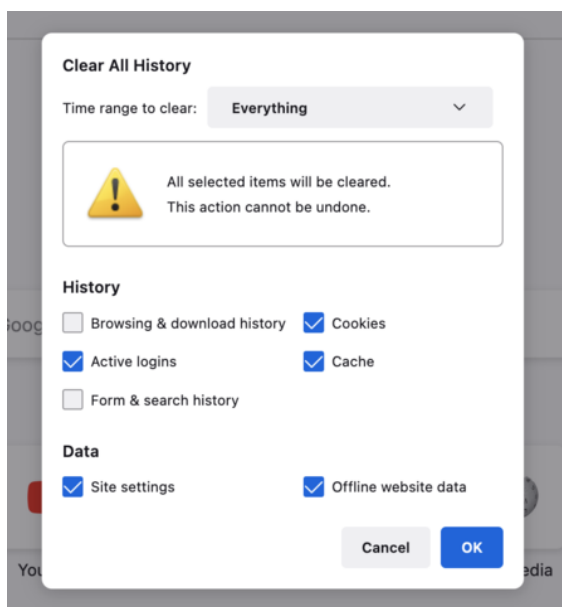 Clear All History
Time range to clear: Everything
All selected items will be cleared.
This action cannot be undone.
History
Browsing & download history Cookies
Active logins Cache
Form & search history
Data
Site settings Offline website data
Cancel OK